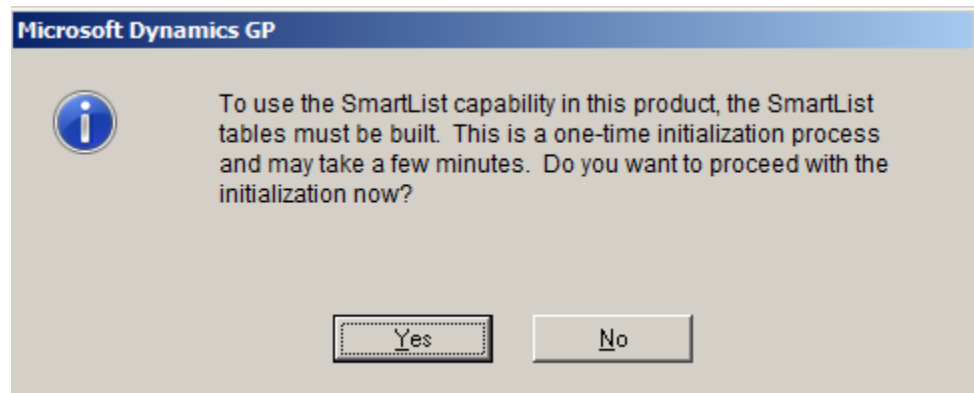 Microsoft Dynamics GP
To use the SmartList capability in this product, the SmartList
tables must be built.  This is a one-time initialization process
and may take a few minutes.  Do you want to proceed with the
initialization now?
Yes
No